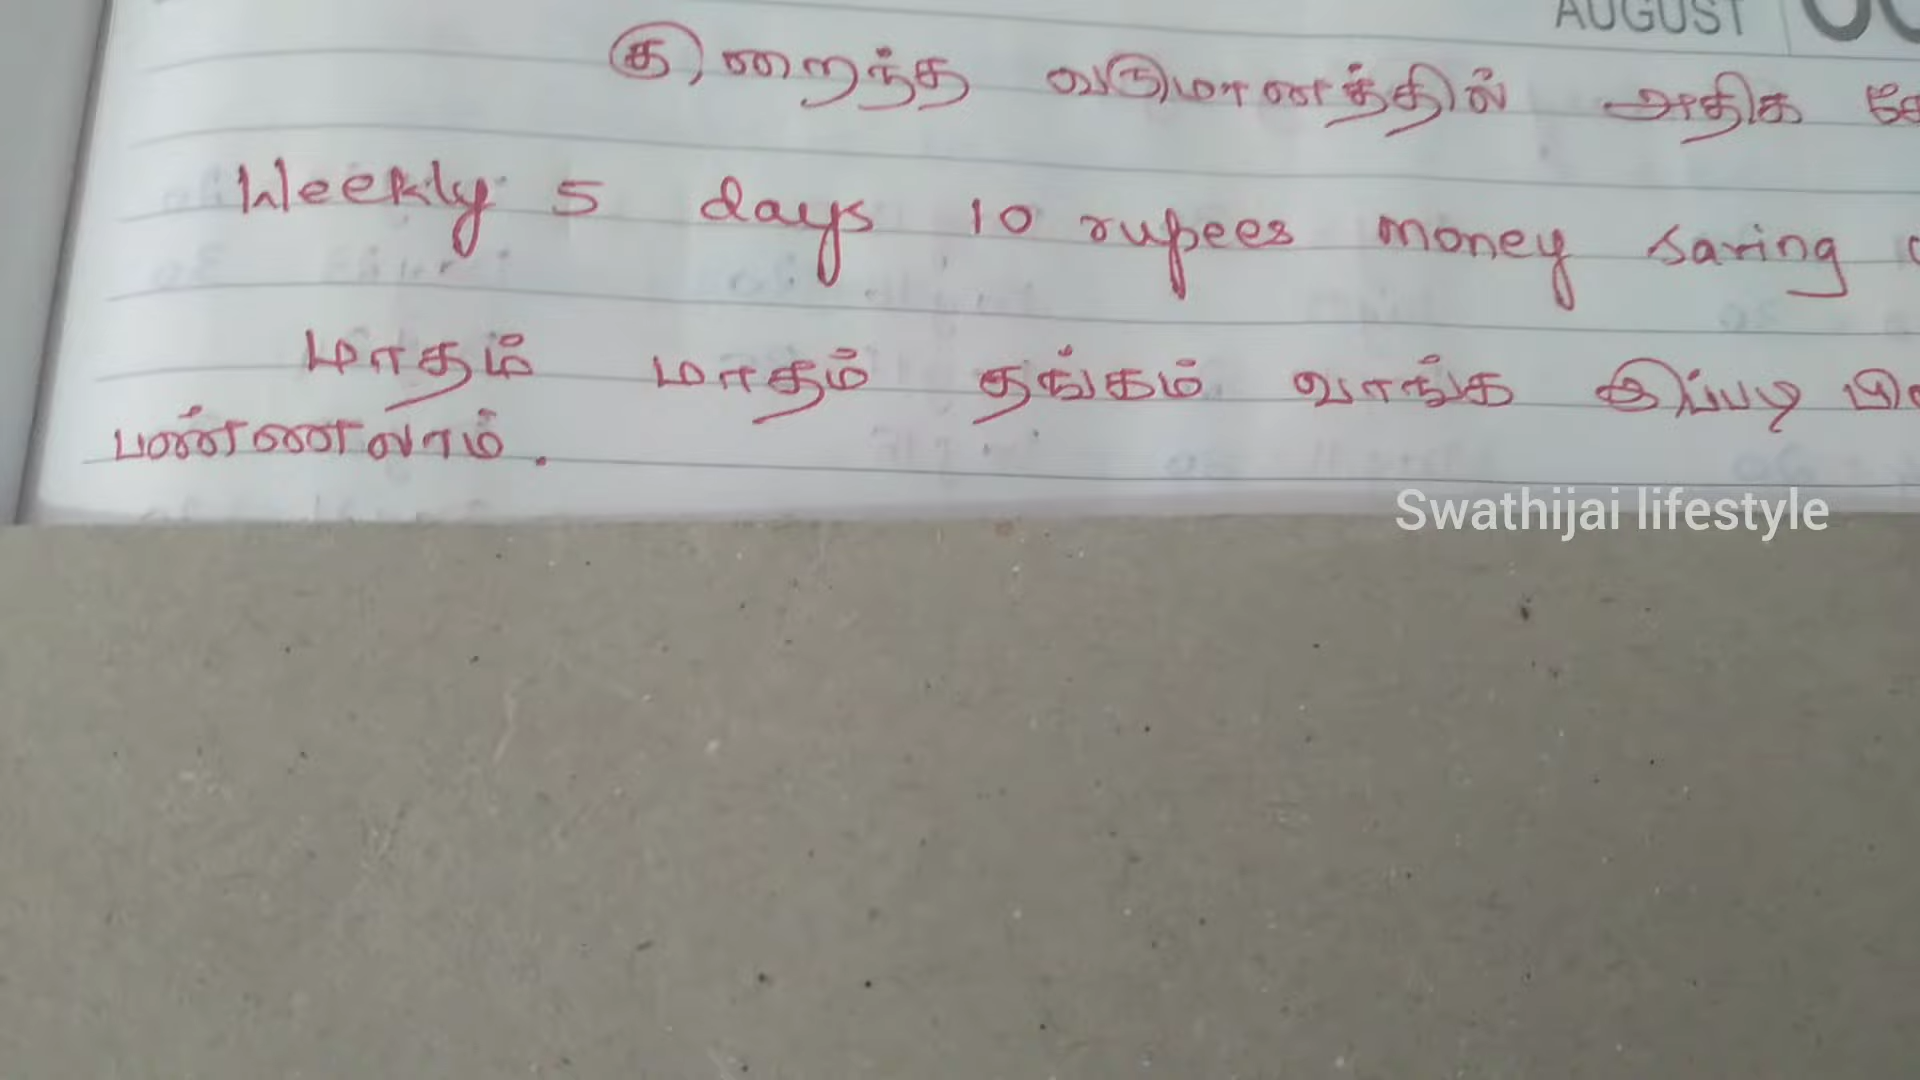 AUGUST
குறைந்த வருமானத்தில் அதிக
Weekly 5 days 10 rupees money saving
மாதம் மாதம் தங்கம் வாங்க இப்படி
பண்ணலாம்.
Swathijai lifestyle